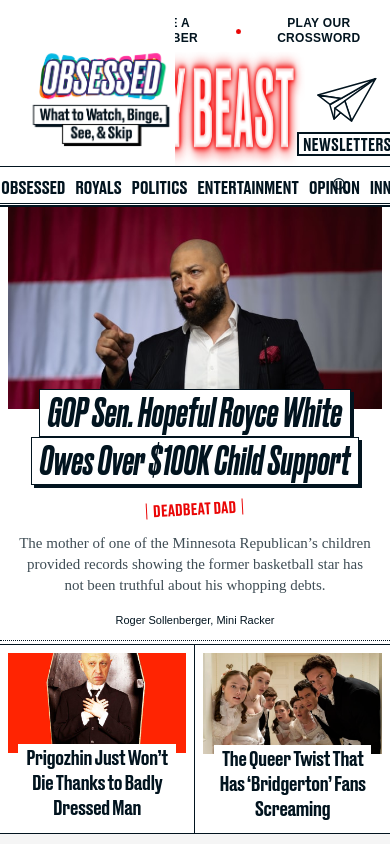 E A
BER
PLAY OUR
CROSSWORD
OBSESSED
What to Watch, Binge,
See, & Skip
Y BEAST
NEWSLETTERS
OBSESSED ROYALS POLITICS ENTERTAINMENT OPINION INN
GOP Sen. Hopeful Royce White
Owes Over $100K Child Support
DEADBEAT DAD
The mother of one of the Minnesota Republican’s children
provided records showing the former basketball star has
not been truthful about his whopping debts.
Roger Sollenberger, Mini Racker
Prigozhin Just Won’t
Die Thanks to Badly
Dressed Man
The Queer Twist That
Has ‘Bridgerton’ Fans
Screaming